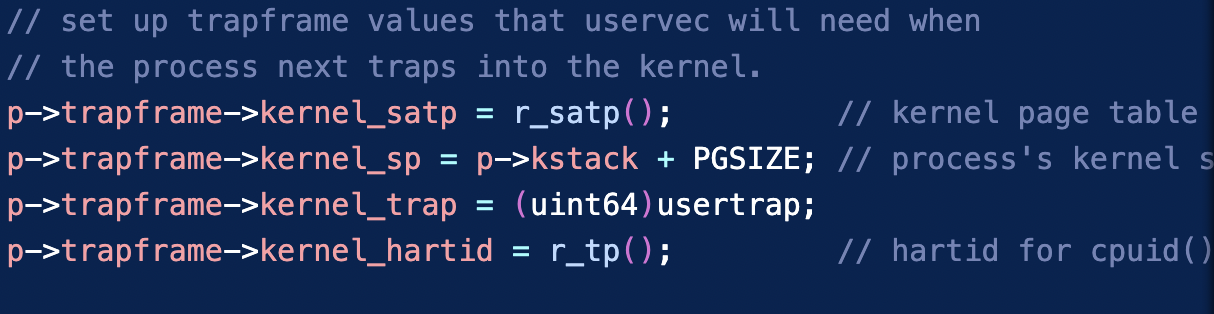 // set up trapframe values that uservec will need when
// the process next traps into the kernel.
p->trapframe->kernel_satp = r_satp();         // kernel page table
p->trapframe->kernel_sp = p->kstack + PGSIZE; // process's kernel
p->trapframe->kernel_trap = (uint64)usertrap;
p->trapframe->kernel_hartid = r_tp();         // hartid for cpuid()